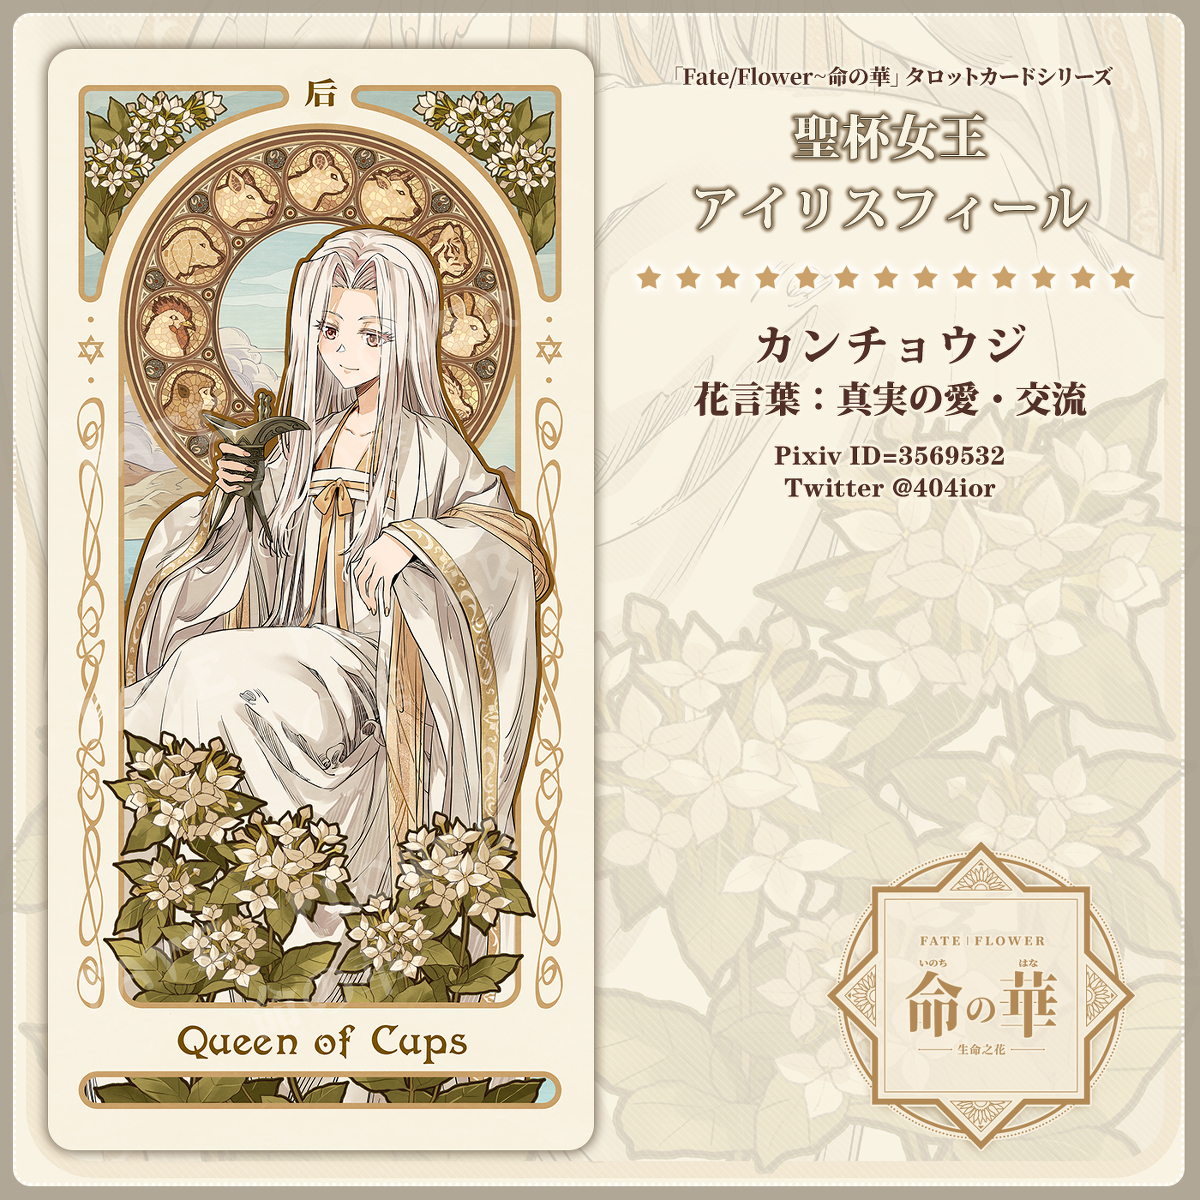 后
Queen of Cups
「Fate/Flower~命の華」タロットカードシリーズ
聖杯女王
アイリスフィール
カンチョウジ
花言葉：真実の愛・交流
Pixiv ID=3569532
Twitter @404ior
FATE | FLOWER
いのち はな
命の華
生命之花